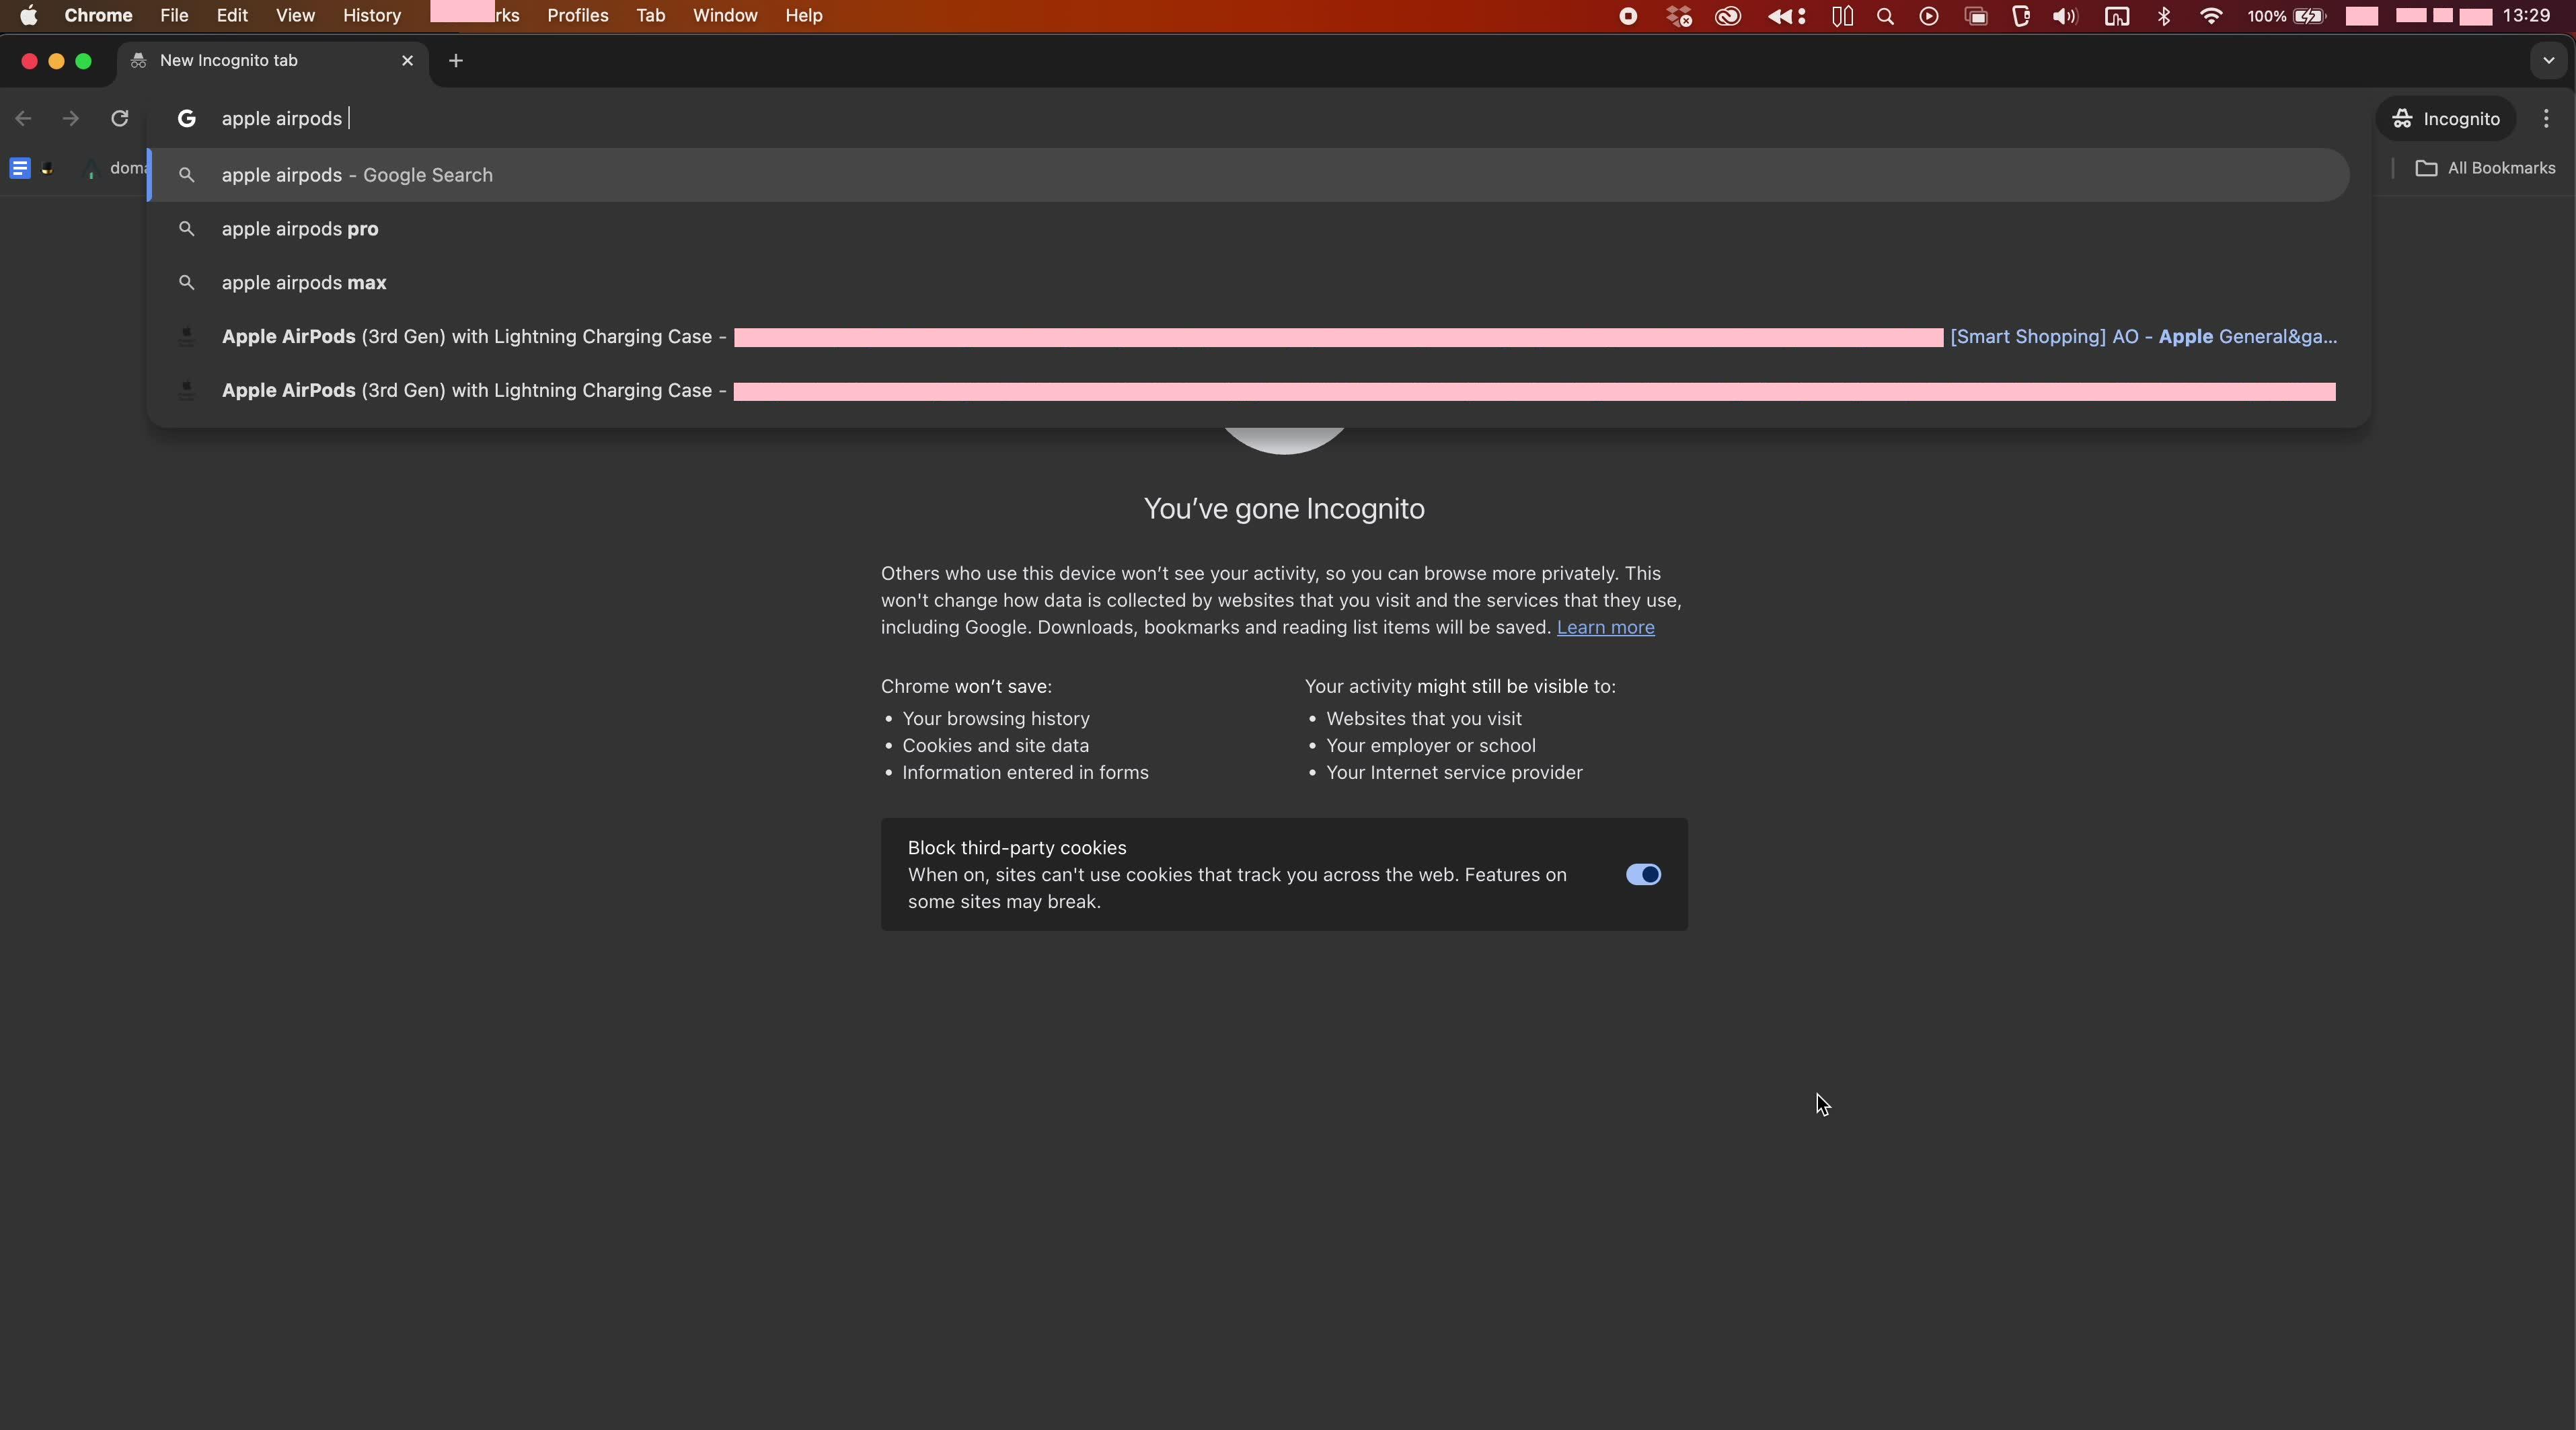 Chrome File Edit View History rks Profiles Tab Window Help 100% 13:29
New Incognito tab
apple airpods Incognito
apple airpods - Google Search
doma All Bookmarks
apple airpods pro
apple airpods max
Apple AirPods (3rd Gen) with Lightning Charging Case - [Smart Shopping] AO - Apple General&ga...
Apple AirPods (3rd Gen) with Lightning Charging Case -
You've gone Incognito
Others who use this device won't see your activity, so you can browse more privately. This
won't change how data is collected by websites that you visit and the services that they use,
including Google. Downloads, bookmarks and reading list items will be saved. Learn more
Chrome won't save:
• Your browsing history
• Cookies and site data
• Information entered in forms
Your activity might still be visible to:
• Websites that you visit
• Your employer or school
• Your Internet service provider
Block third-party cookies
When on, sites can't use cookies that track you across the web. Features on
some sites may break.